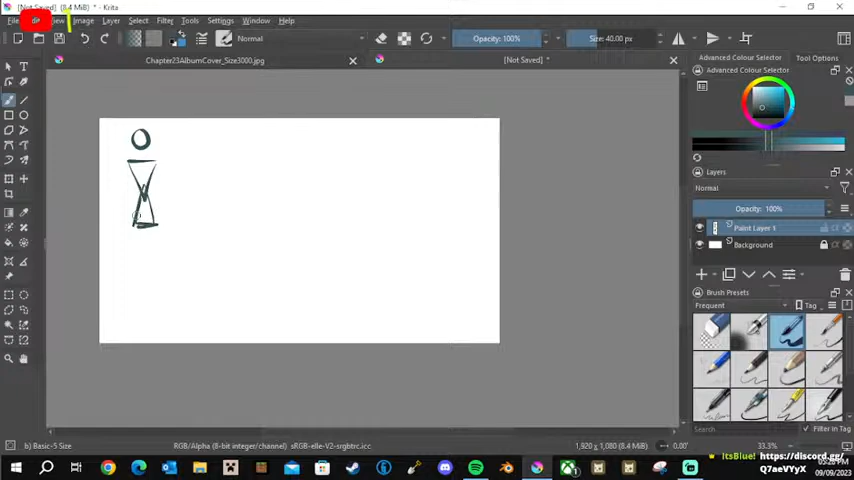 [Not Saved] (8.4 MiB) * - Krita
File Edit View Image Layer Select Filter Tools Settings Window Help
Normal
Opacity: 100%
Size: 40.00 px
Chapter23AlbumCover_Size3000.jpg
[Not Saved] *
Advanced Colour Selector Tool Options
Advanced Colour Selector
Layers
Normal
Opacity: 100%
Paint Layer 1
Background
Brush Presets
Frequent
Tag
Search
Filter in Tag
b) Basic-5 Size
RGB/Alpha (8-bit integer/channel) sRGB-elle-V2-srgbtrc.icc
1,920 x 1,080 (8.4 MiB)
0.00°
33.3%
ItsBlue! https://discord.gg/
Q7aeVYyX
09/09/2023